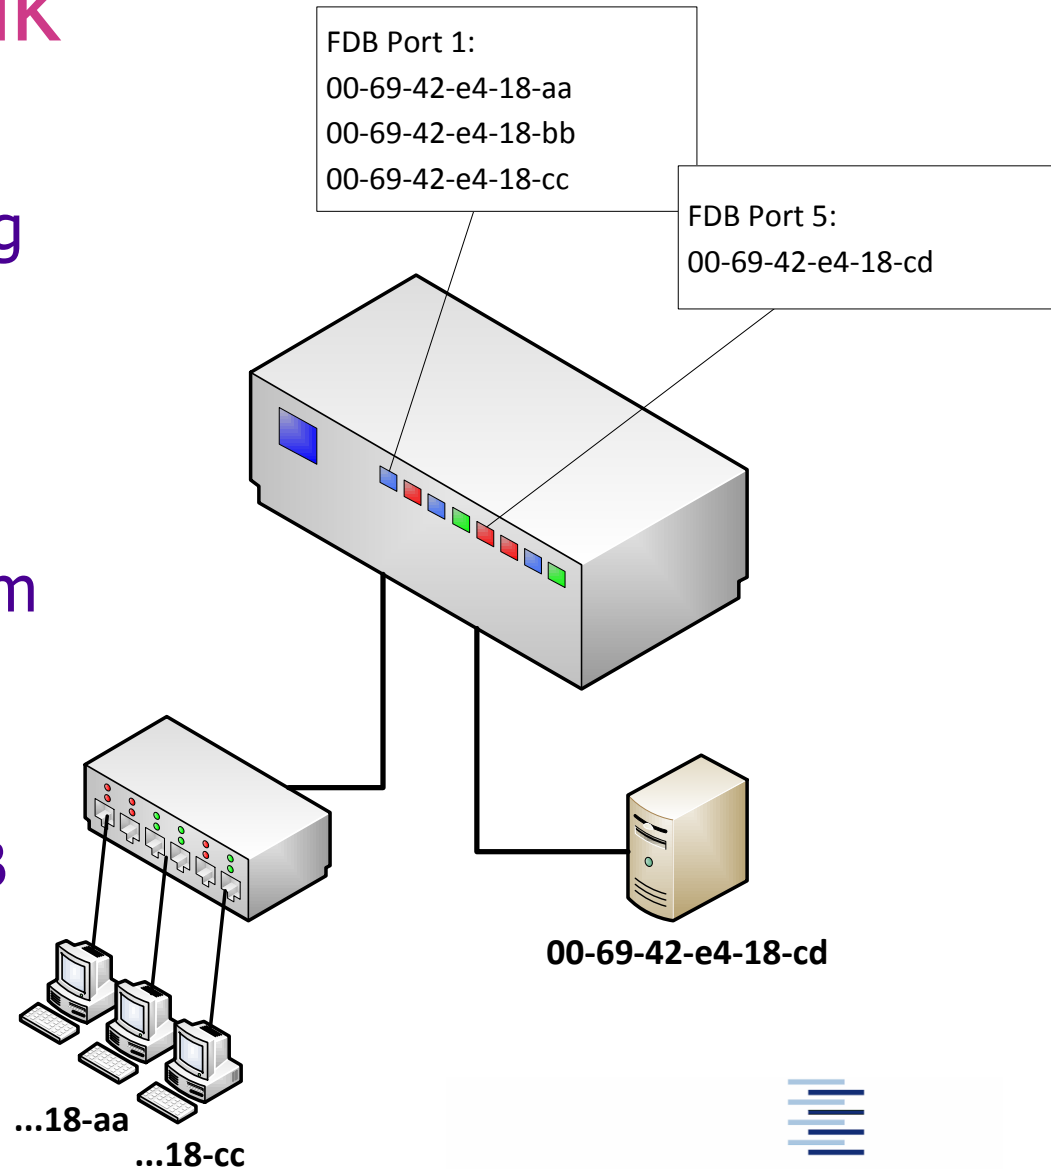 FDB Port 1:
00-69-42-e4-18-aa
00-69-42-e4-18-bb
00-69-42-e4-18-cc
FDB Port 5:
00-69-42-e4-18-cd
g
m
00-69-42-e4-18-cd
...18-aa
...18-cc